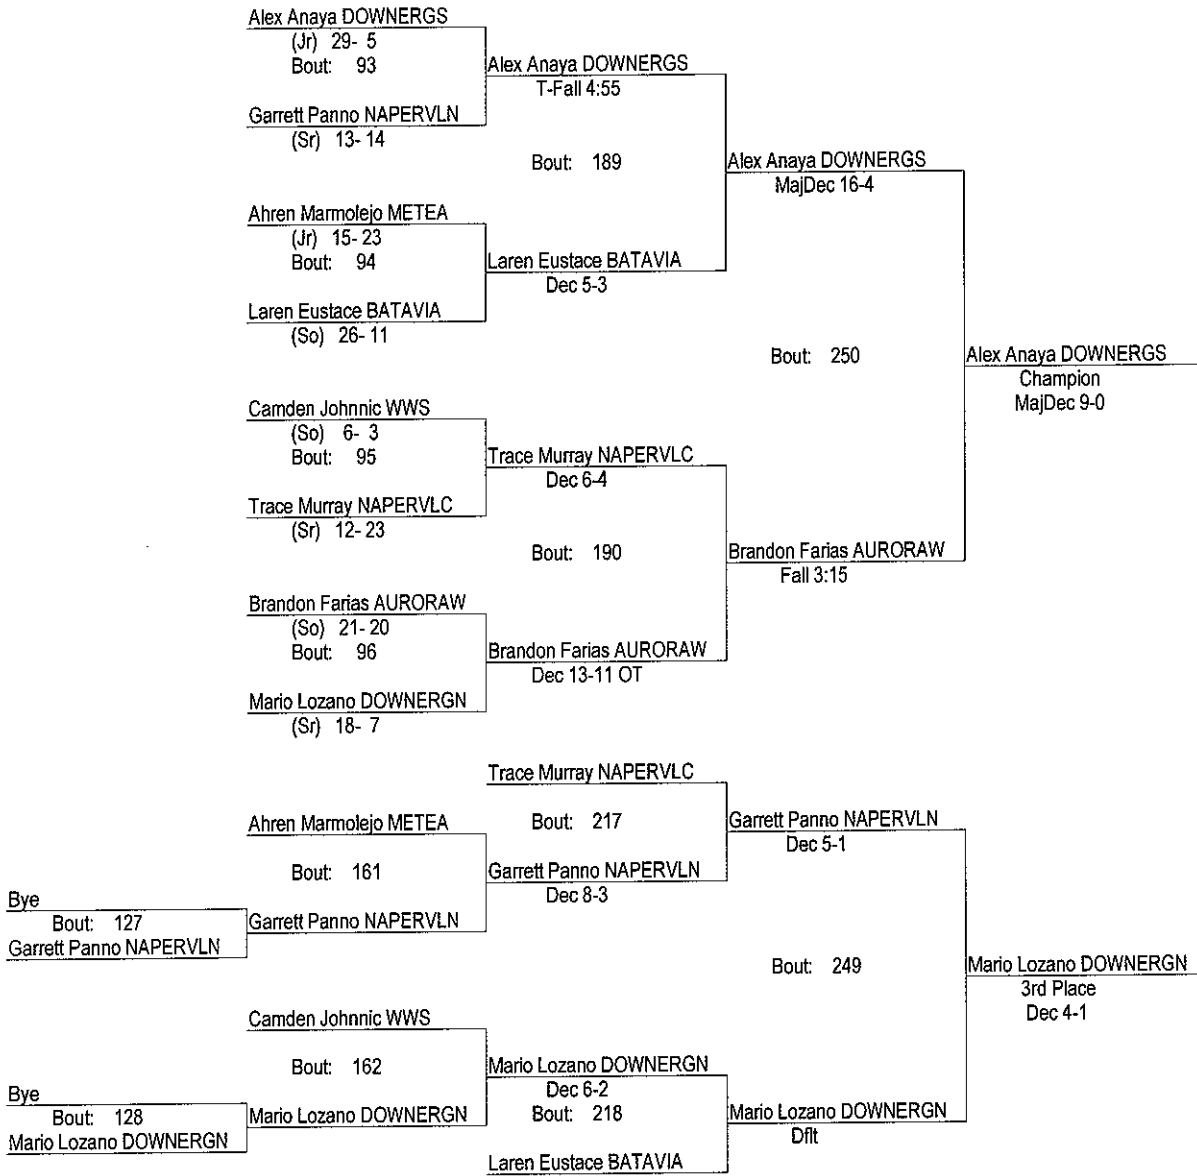 Alex Anaya DOWNERGS
(Jr) 29- 5
Bout: 93
Garrett Panno NAPERVLN
(Sr) 13- 14
Alex Anaya DOWNERGS
T-Fall 4:55
Bout: 189
Ahren Marmolejo METEA
(Jr) 15- 23
Bout: 94
Laren Eustace BATAVIA
(So) 26- 11
Laren Eustace BATAVIA
Dec 5-3
Alex Anaya DOWNERGS
MajDec 16-4
Bout: 250
Alex Anaya DOWNERGS
Champion
MajDec 9-0
Camden Johnnic WWS
(So) 6- 3
Bout: 95
Trace Murray NAPERVLC
(Sr) 12- 23
Trace Murray NAPERVLC
Dec 6-4
Bout: 190
Brandon Farias AURORAW
Fall 3:15
Brandon Farias AURORAW
(So) 21- 20
Bout: 96
Mario Lozano DOWNERGN
(Sr) 18- 7
Brandon Farias AURORAW
Dec 13-11 OT
Trace Murray NAPERVLC
Bout: 217
Ahren Marmolejo METEA
Bout: 161
Bye
Bout: 127
Garrett Panno NAPERVLN
Garrett Panno NAPERVLN
Garrett Panno NAPERVLN
Dec 8-3
Garrett Panno NAPERVLN
Dec 5-1
Bout: 249
Mario Lozano DOWNERGN
3rd Place
Dec 4-1
Camden Johnnic WWS
Bout: 162
Bye
Bout: 128
Mario Lozano DOWNERGN
Mario Lozano DOWNERGN
Mario Lozano DOWNERGN
Dec 6-2
Bout: 218
Laren Eustace BATAVIA
Mario Lozano DOWNERGN
Dflt